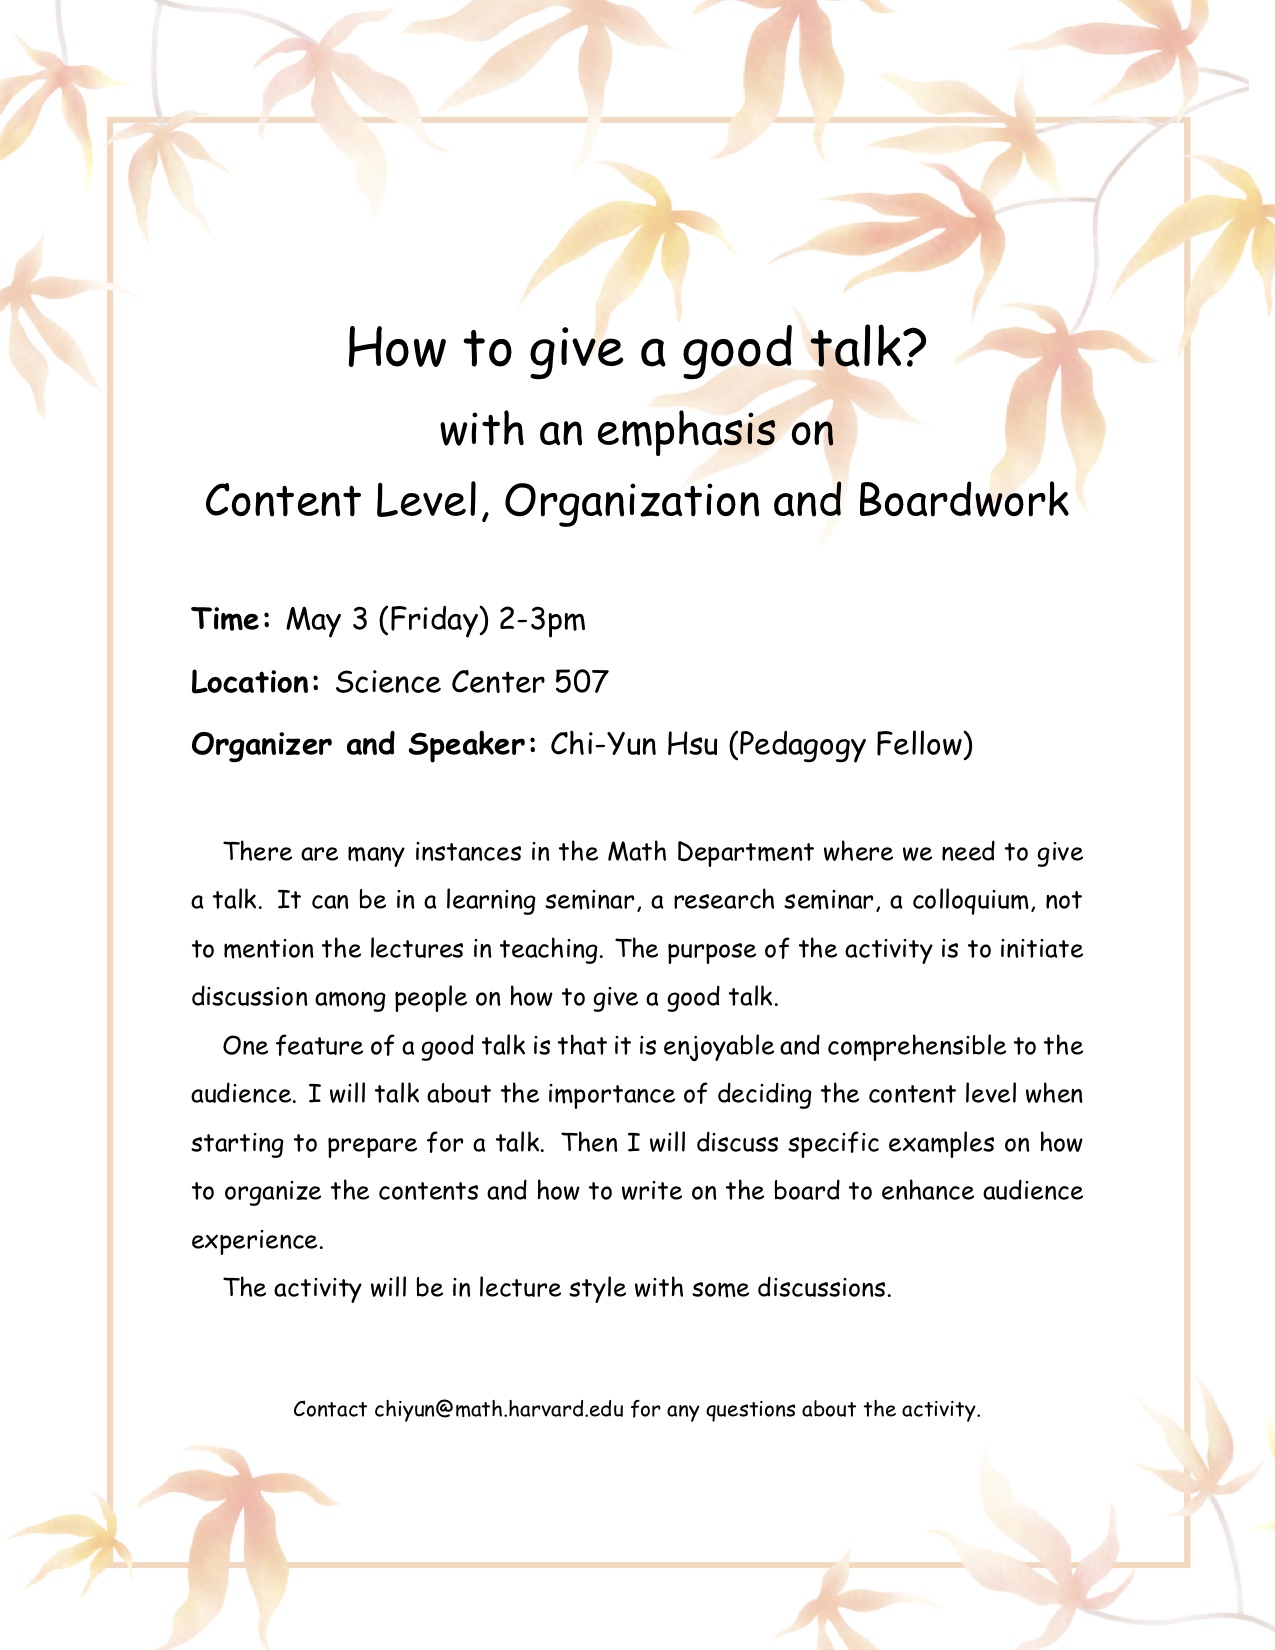 How to give a good talk?
with an emphasis on
Content Level, Organization and Boardwork
Time: May 3 (Friday) 2-3pm
Location: Science Center 507
Organizer and Speaker: Chi-Yun Hsu (Pedagogy Fellow)
There are many instances in the Math Department where we need to give
a talk. It can be in a learning seminar, a research seminar, a colloquium, not
to mention the lectures in teaching. The purpose of the activity is to initiate
discussion among people on how to give a good talk.
One feature of a good talk is that it is enjoyable and comprehensible to the
audience. I will talk about the importance of deciding the content level when
starting to prepare for a talk. Then I will discuss specific examples on how
to organize the contents and how to write on the board to enhance audience
experience.
The activity will be in lecture style with some discussions.
Contact chiyun@math.harvard.edu for any questions about the activity.